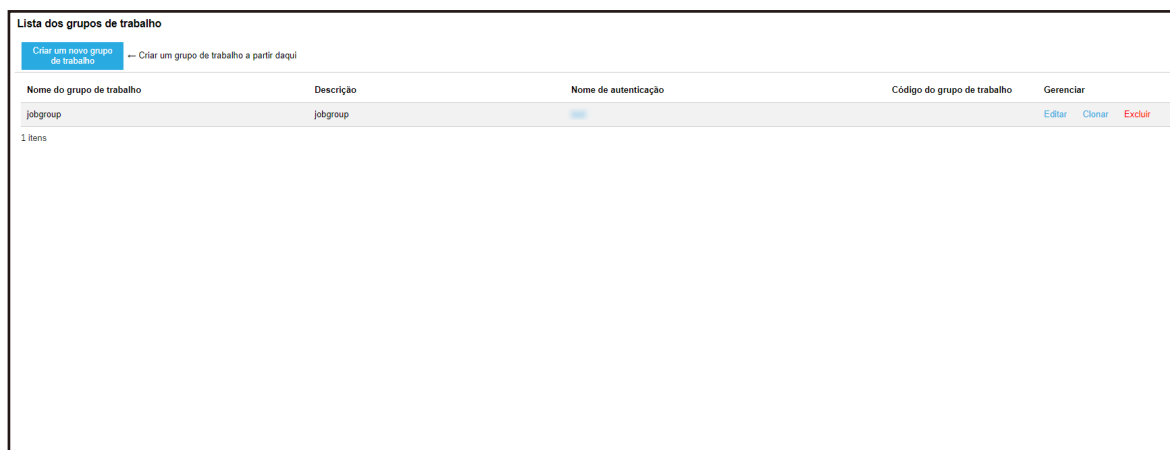 Lista dos grupos de trabalho
Criar um novo grupo
de trabalho
← Criar um grupo de trabalho a partir daqui
Nome do grupo de trabalho Descrição Nome de autenticação Código do grupo de trabalho Gerenciar
jobgroup jobgroup Editar Clonar Excluir
1 itens